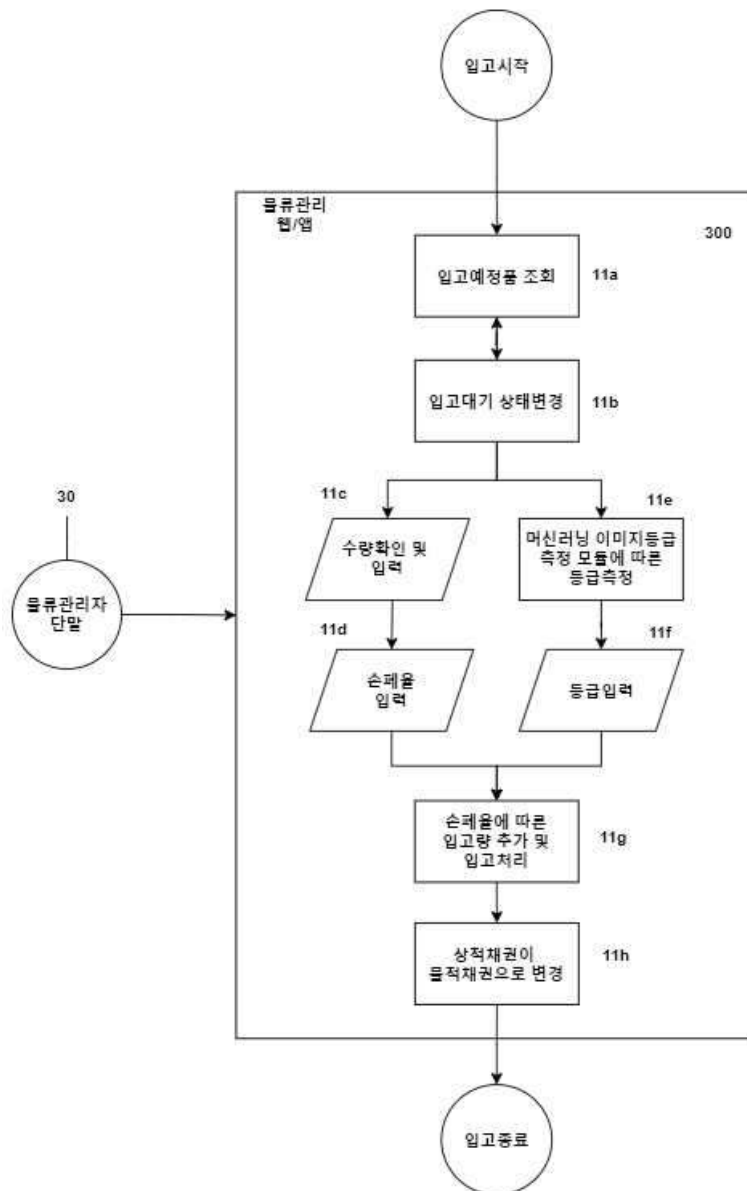 입고시작
물류관리
웹/앱
300
입고예정품 조회
11a
입고대기 상태변경
11b
11c
11e
수량확인 및
입력
머신러닝 이미지등급
측정 모듈에 따른
등급측정
30
물류관리자
단말
11d
11f
손페율
입력
등급입력
손페율에 따른
입고량 추가 및
입고처리
11g
상적채권이
물적채권으로 변경
11h
입고종료